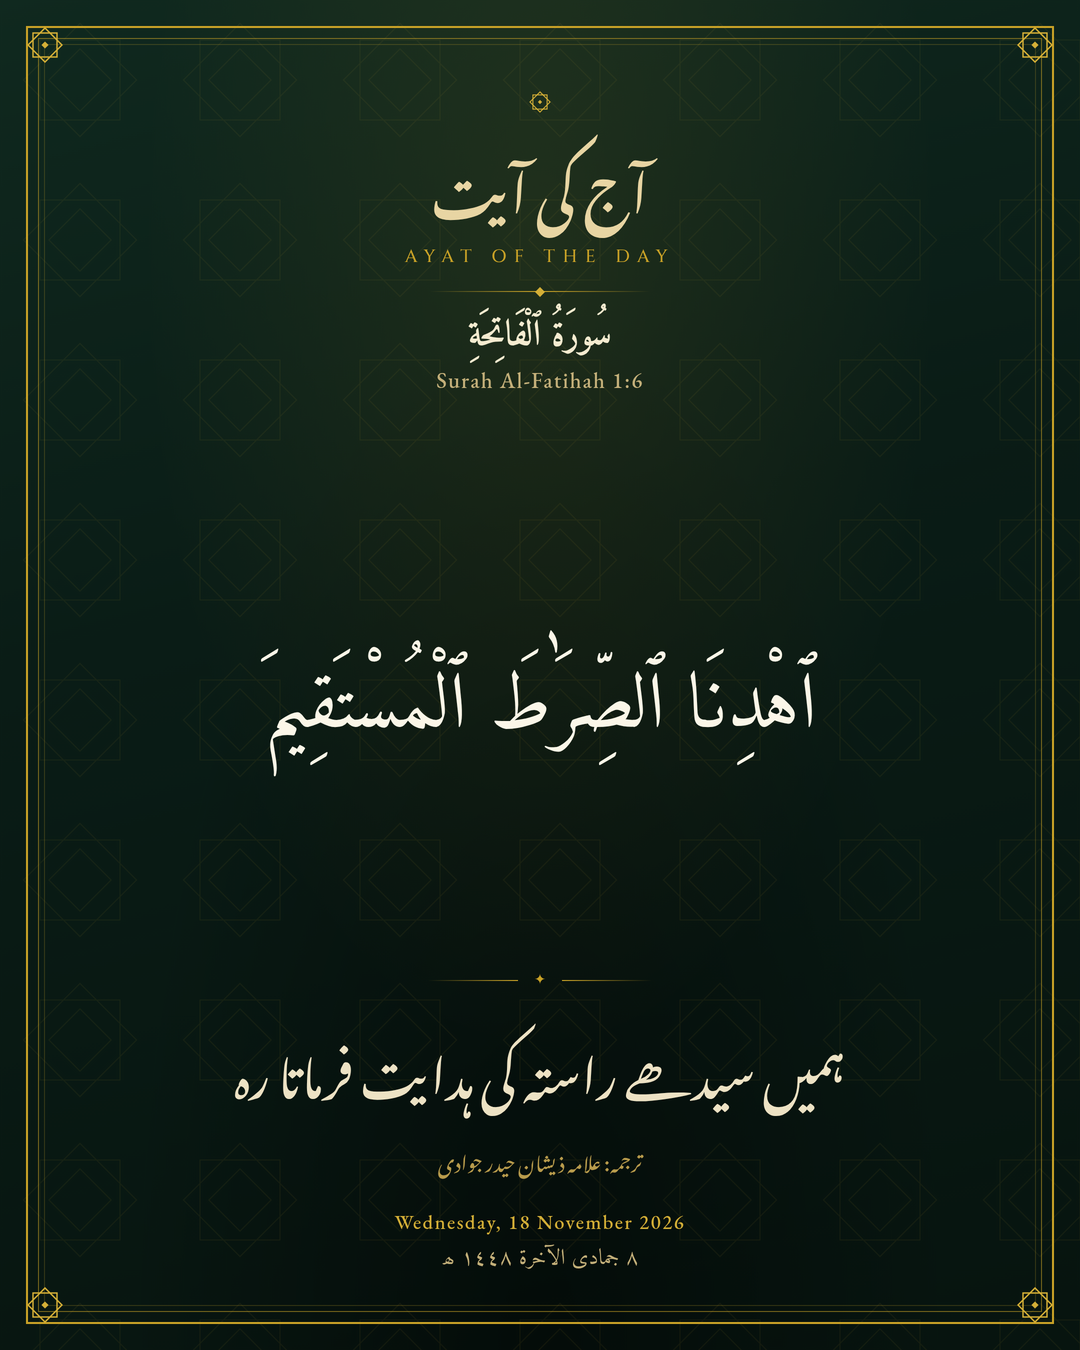 آج کی آیت
AYAT OF THE DAY
سُورَةُ ٱلْفَاتِحَةِ
Surah Al-Fatihah 1:6
ٱهْدِنَا ٱلصِّرَٰطَ ٱلْمُسْتَقِيمَ
ہمیں سیدھے راستہ کی ہدایت فرماتا رہ
ترجمہ: علامہ ذیشان حیدر جوادی
Wednesday, 18 November 2026
٨ جمادى الآخرة ١٤٤٨ هـ